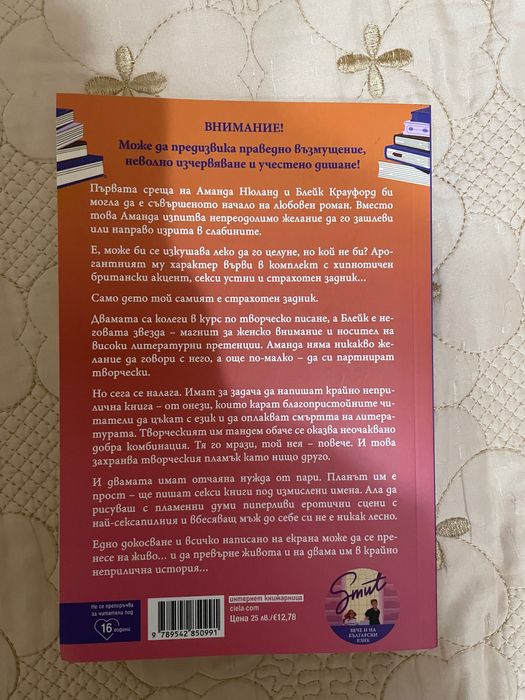 ВНИМАНИЕ!
Може да предизвика праведно възмущение,
неволно изчервяване и учестено дишане!
Първата среща на Аманда Нюланд и Блейк Крауфорд би
могла да е съвършеното начало на любовен роман. Вместо
това Аманда изпитва непреодолимо желание да го зашлеви
или направо изрита в слабините.
Е, може би се изкушава леко да го целуне, но кой не би? Аро-
гантният му характер върви в комплект с хипнотичен
британски акцент, секси устни и страхотен задник...
Само дето той самият е страхотен задник.
Двамата са колеги в курс по творческо писане, а Блейк е не-
говата звезда – магнит за женско внимание и носител на
високи литературни претенции. Аманда няма никакво же-
лание да говори с него, а още по-малко – да си партнират
творчески.
Но сега се налага. Имат за задача да напишат крайно непри-
лична книга – от онези, които карат благопристойните чи-
татели да цъкат с език и да оплакват смъртта на литера-
турата. Творческият им тандем обаче се оказва неочаквано
добра комбинация. Тя го мрази, той нея – повече. И това
захранва творческия пламък като нищо друго.
И двамата имат отчаяна нужда от пари. Планът им е
прост – ще пишат секси книги под измислени имена. Ала да
рисуваш с пламенни думи пиперливи еротични сцени с
най-сексапилния и вбесяващ мъж до себе си не е никак лесно.
Едно докосване и всичко написано на екрана може да се пре-
несе на живо... и да превърне живота и на двама им в крайно
неприлична история...
Не се препоръчва
за читатели под
16 години
9 789542 850991
интернет книжарница
ciela.com
Цена 25 лв./€12,78
Smut
ВЕЧЕ И НА
БЪЛГАРСКИ
ЕЗИК